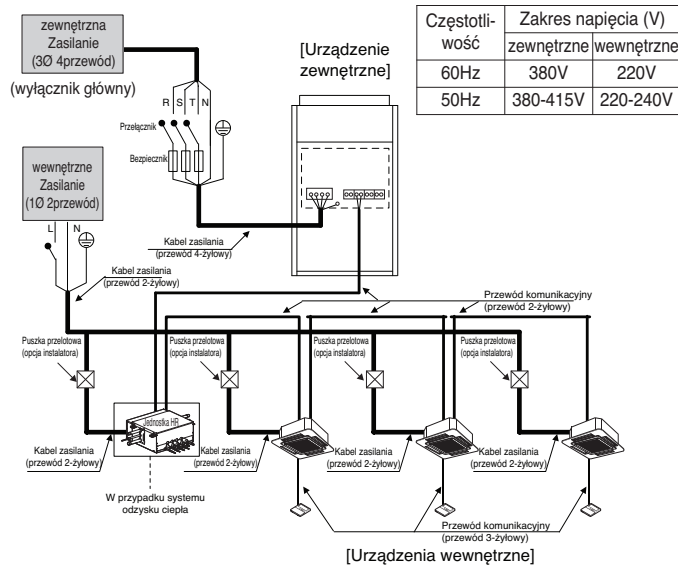 zewnętrzna
Zasilanie
(3Ø 4przewód)
(wyłącznik główny)
R S T N
Przełącznik
Bezpiecznik
[Urządzenie
zewnętrzne]
Częstotli-
wość
Zakres napięcia (V)
zewnętrzne wewnętrzne
60Hz 380V 220V
50Hz 380-415V 220-240V
wewnętrzne
Zasilanie
(1Ø 2przewód)
L N
Kabel zasilania
(przewód 4-żyłowy)
Kabel zasilania
(przewód 2-żyłowy)
Przewód komunikacyjny
(przewód 2-żyłowy)
Puszka przelotowa
(opcja instalatora)
Puszka przelotowa
(opcja instalatora)
Puszka przelotowa
(opcja instalatora)
Puszka przelotowa
(opcja instalatora)
Jednostka HR
Kabel zasilania
(przewód 2-żyłowy)
Kabel zasilania
(przewód 2-żyłowy)
Kabel zasilania
(przewód 2-żyłowy)
Kabel zasilania
(przewód 2-żyłowy)
W przypadku systemu
odzysku ciepła
Przewód komunikacyjny
(przewód 3-żyłowy)
[Urządzenia wewnętrzne]